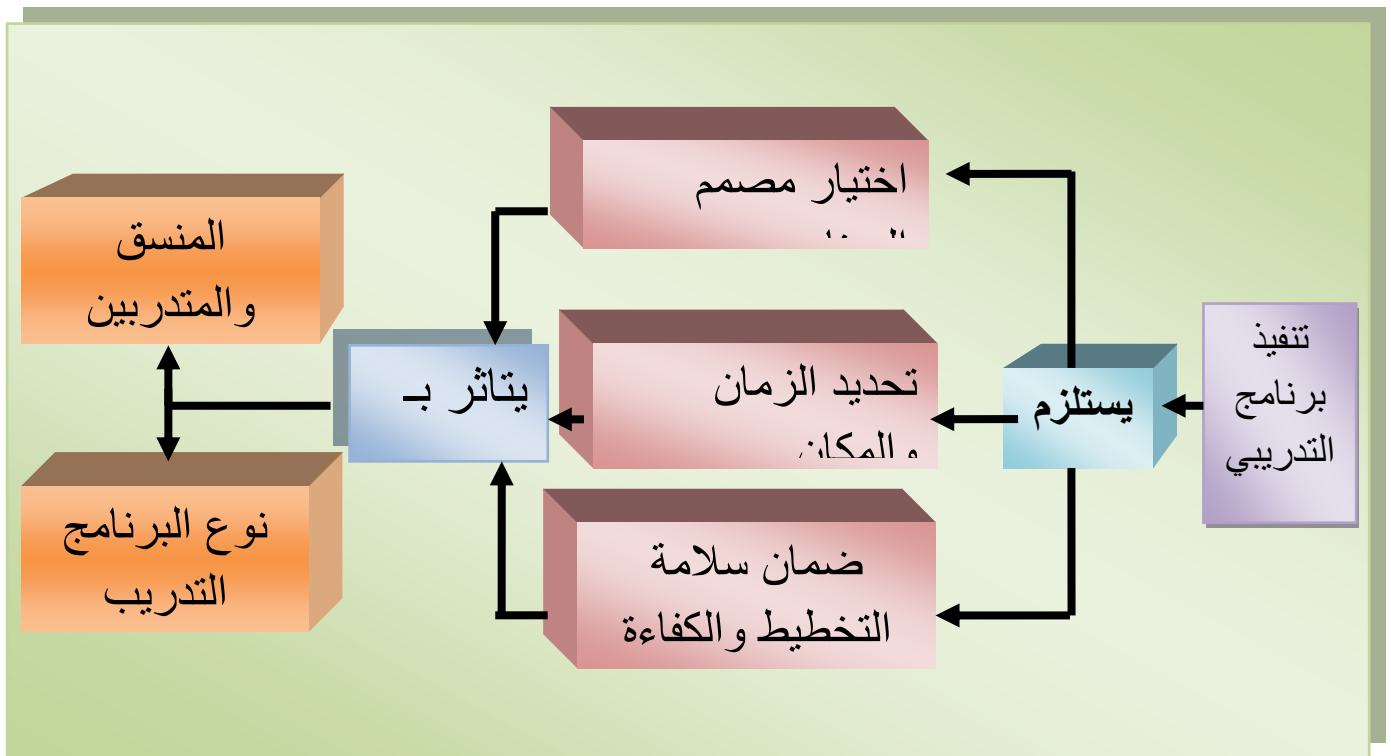 تنفيذ
برنامج
التدريبي
يستلزم
اختيار مصمم
تحديد الزمان
والمكان
ضمان سلامة
التخطيط والكفاءة
يتاثر بـ
المنسق
والمتدربين
نوع البرنامج
التدريب